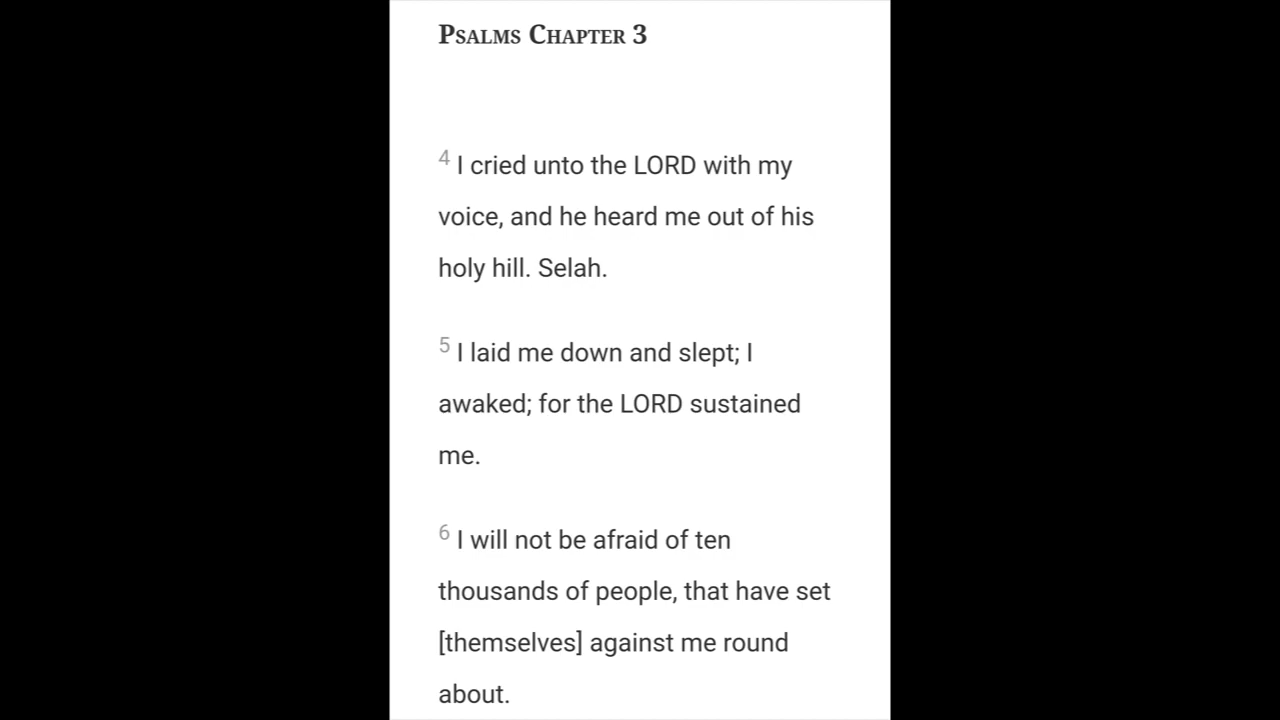 Psalms Chapter 3
4 I cried unto the LORD with my
voice, and he heard me out of his
holy hill. Selah.
5 I laid me down and slept; I
awaked; for the LORD sustained
me.
6 I will not be afraid of ten
thousands of people, that have set
[themselves] against me round
about.